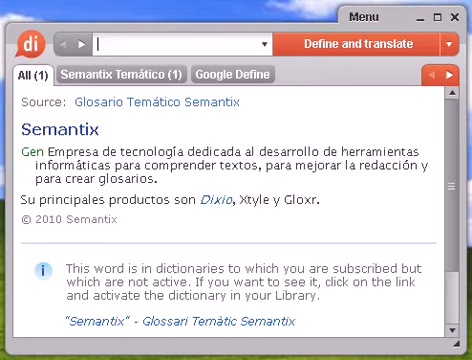 Menu
di
Define and translate
All (1)
Semantix Temático (1)
Google Define
Source: Glosario Temático Semantix
Semantix
Gen Empresa de tecnología dedicada al desarrollo de herramientas
informáticas para comprender textos, para mejorar la redacción y
para crear glosarios.
Su principales productos son Dixio, Xtyle y Gloxr.
© 2010 Semantix
i
This word is in dictionaries to which you are subscribed but
which are not active. If you want to see it, click on the link
and activate the dictionary in your Library.
"Semantix" - Glossari Temàtic Semantix